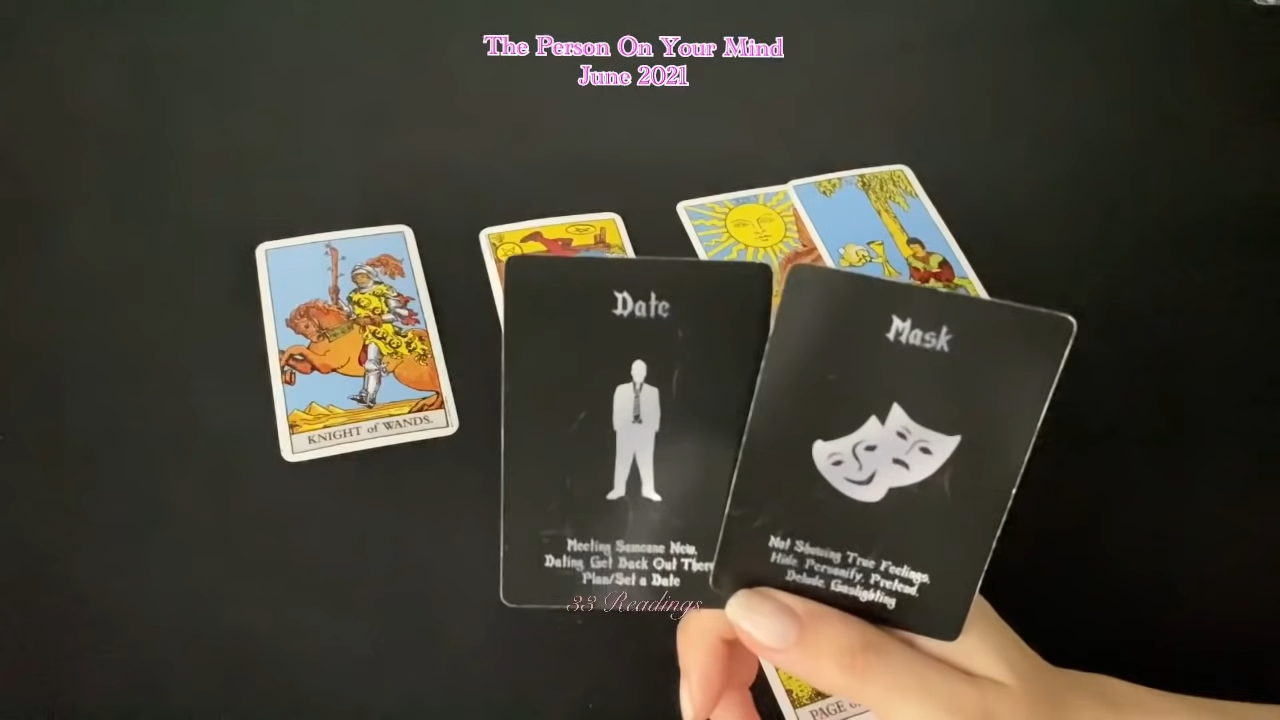 The Person On Your Mind
June 2021
KNIGHT of WANDS.
Date
Meeting Someone New,
Dating Get Back Out There
Plan/Set a Date
33 Readings
Mask
Not Showing True Feelings,
Hide, Personify, Pretend,
Delude, Gaslighting
PAGE